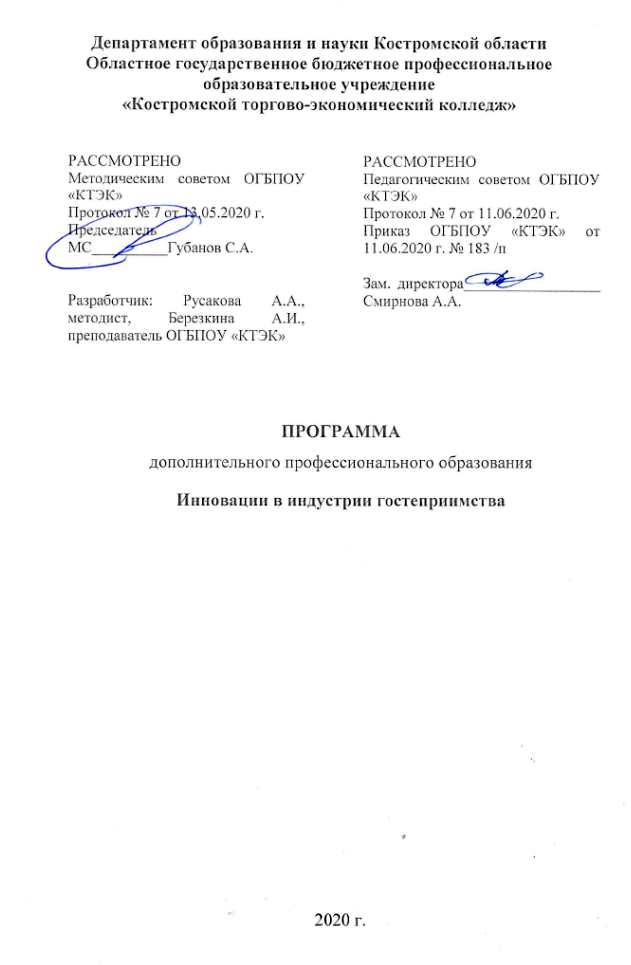 Департамент образования и науки Костромской области
Областное государственное бюджетное профессиональное
образовательное учреждение
«Костромской торгово-экономический колледж»
РАССМОТРЕНО
Методическим советом ОГБПОУ
«КТЭК»
Протокол № 7 от 13.05.2020 г.
Председатель
МС__________Губанов С.А.
Разработчик: Русакова А.А.,
методист, Березкина А.И.,
преподаватель ОГБПОУ «КТЭК»
РАССМОТРЕНО
Педагогическим советом ОГБПОУ
«КТЭК»
Протокол № 7 от 11.06.2020 г.
Приказ ОГБПОУ «КТЭК» от
11.06.2020 г. № 183 /п
Зам. директора__________________
Смирнова А.А.
ПРОГРАММА
дополнительного профессионального образования
Инновации в индустрии гостеприимства
2020 г.